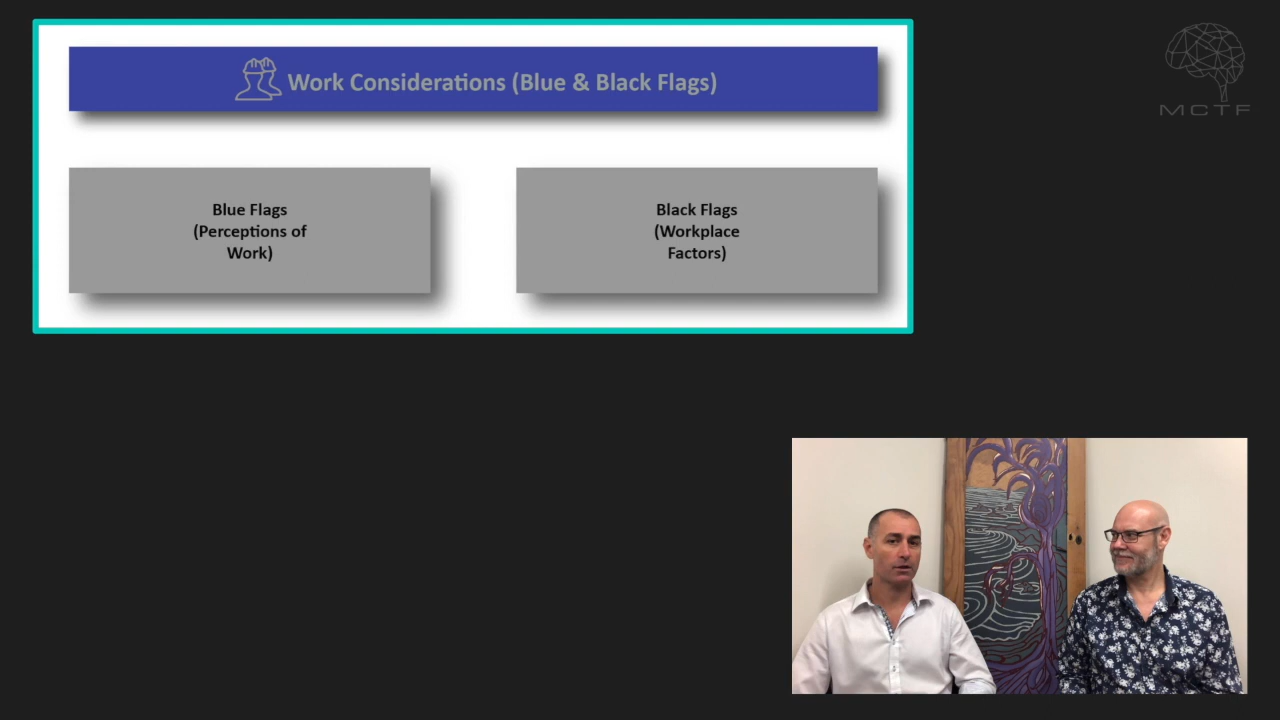 Work Considerations (Blue & Black Flags)
Blue Flags
(Perceptions of
Work)
Black Flags
(Workplace
Factors)
MCTF